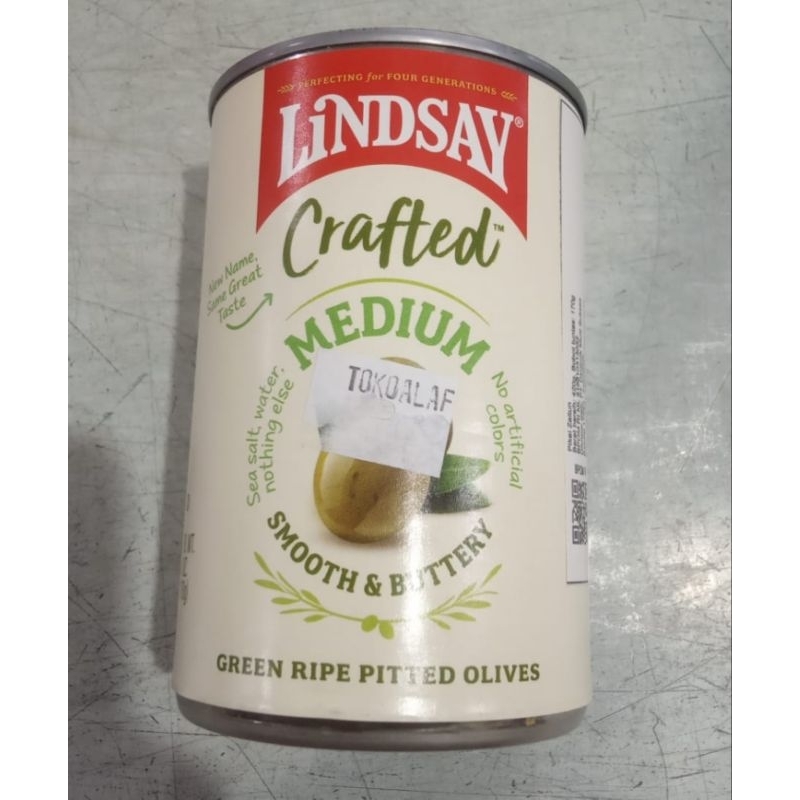 PERFECTING for FOUR GENERATIONS
LiNDSAY®
Crafted™
New Name,
Same Great
Taste
MEDIUM
TOKOALAF
Sea salt, water,
nothing else
No artificial
colors
SMOOTH & BUTTERY
GREEN RIPE PITTED OLIVES